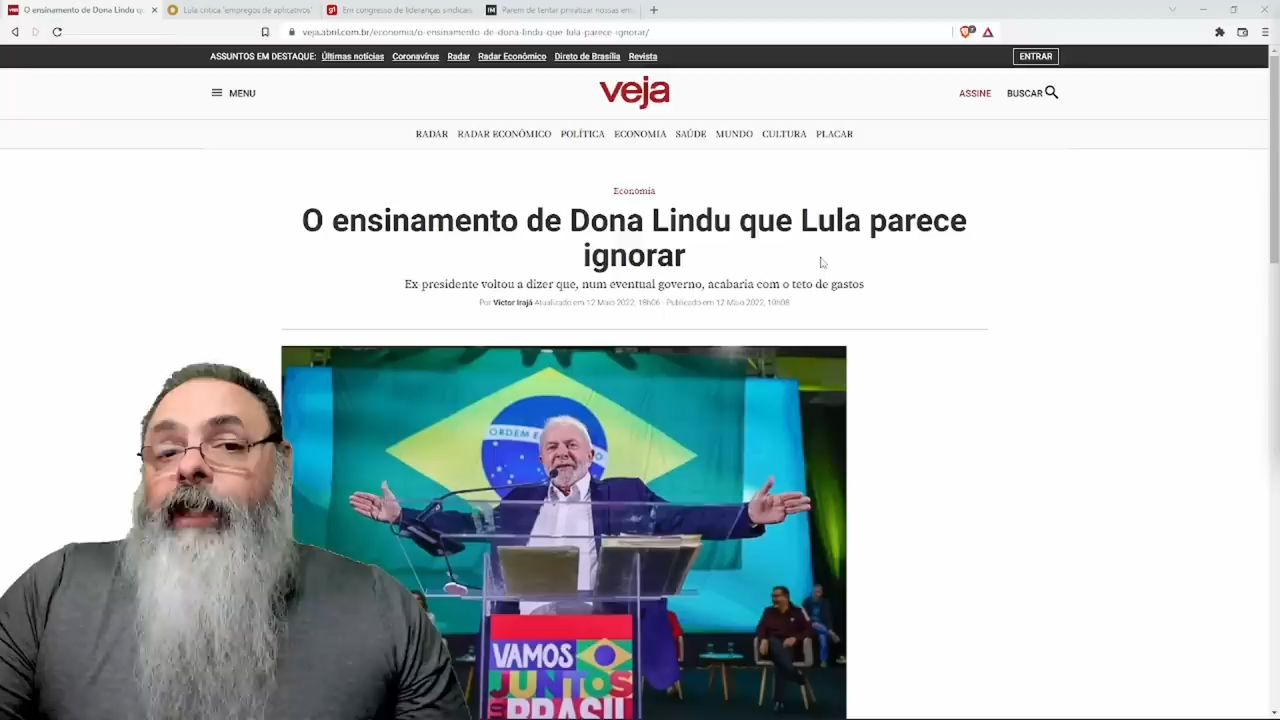 O ensinamento de Dona Lindu q
Lula critica 'empregos de aplicativos'
Em congresso de lideranças sindicais
Parem de tentar privatizar nossas em
veja.abril.com.br/economia/o-ensinamento-de-dona-lindu-que-lula-parece-ignorar/
ASSUNTOS EM DESTAQUE: Últimas notícias Coronavírus Radar Radar Econômico Direto de Brasília Revista
ENTRAR
MENU
veja
ASSINE
BUSCAR
RADAR RADAR ECONÔMICO POLÍTICA ECONOMIA SAÚDE MUNDO CULTURA PLACAR
Economia
O ensinamento de Dona Lindu que Lula parece
ignorar
Ex presidente voltou a dizer que, num eventual governo, acabaria com o teto de gastos
Por Victor Irajá Atualizado em 12 Maio 2022, 18h06 - Publicado em 12 Maio 2022, 10h08
ORDEM E
VAMOS
JUNTOS
BRASIL